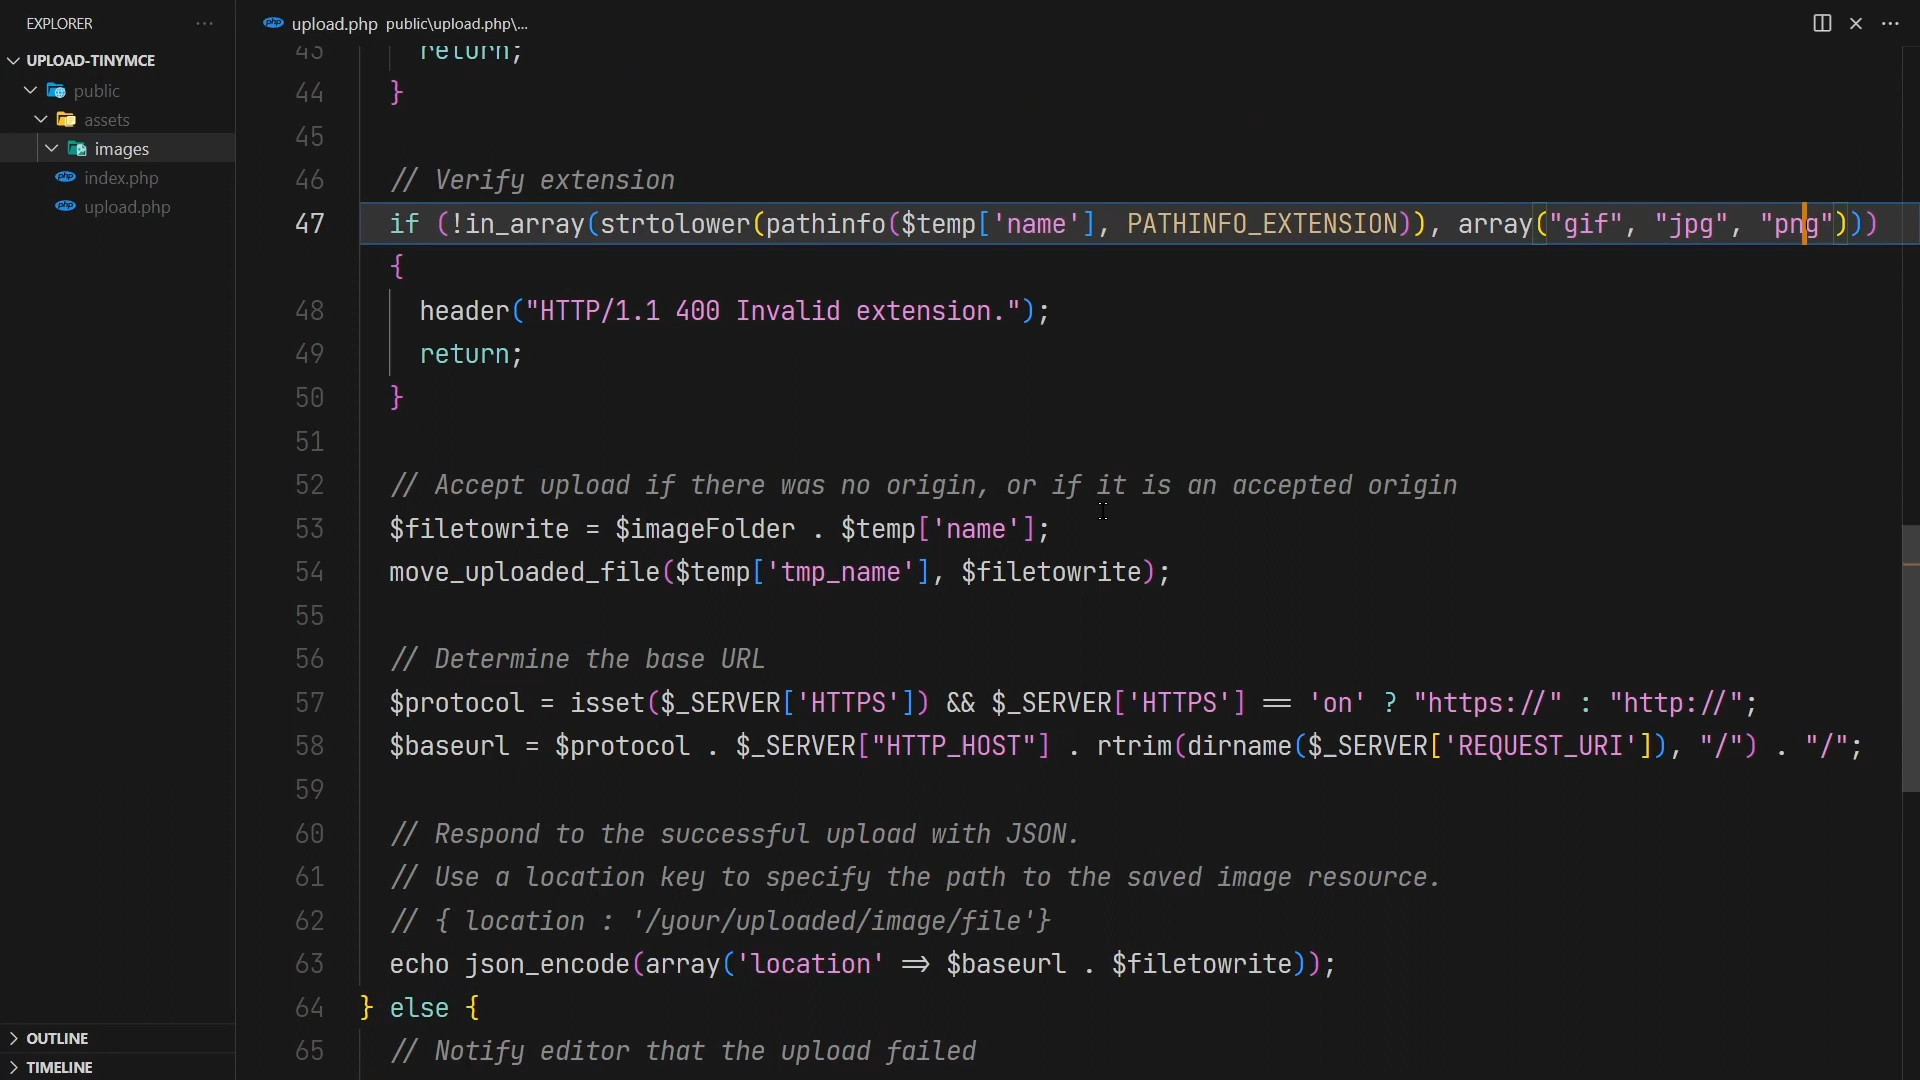 EXPLORER
UPLOAD-TINYMCE
public
assets
images
index.php
upload.php
OUTLINE
TIMELINE
upload.php public\upload.php\...
43 return;
44 }
45
46 // Verify extension
47 if (!in_array(strtolower(pathinfo($temp['name'], PATHINFO_EXTENSION)), array("gif", "jpg", "png")))
{
48 header("HTTP/1.1 400 Invalid extension.");
49 return;
50 }
51
52 // Accept upload if there was no origin, or if it is an accepted origin
53 $filetowrite = $imageFolder . $temp['name'];
54 move_uploaded_file($temp['tmp_name'], $filetowrite);
55
56 // Determine the base URL
57 $protocol = isset($_SERVER['HTTPS']) && $_SERVER['HTTPS'] == 'on' ? "https://" : "http://";
58 $baseurl = $protocol . $_SERVER["HTTP_HOST"] . rtrim(dirname($_SERVER['REQUEST_URI']), "/") . "/";
59
60 // Respond to the successful upload with JSON.
61 // Use a location key to specify the path to the saved image resource.
62 // { location : '/your/uploaded/image/file'}
63 echo json_encode(array('location' => $baseurl . $filetowrite));
64 } else {
65 // Notify editor that the upload failed